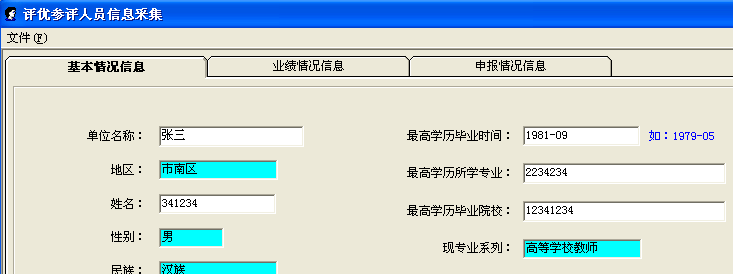 评优参评人员信息采集
文件(F)
基本情况信息 业绩情况信息 申报情况信息
单位名称： 张三 最高学历毕业时间： 1981-09 如：1979-05
地区： 市南区 最高学历所学专业： 2234234
姓名： 341234 最高学历毕业院校： 12341234
性别： 男 现专业系列： 高等学校教师
民族： 汉族